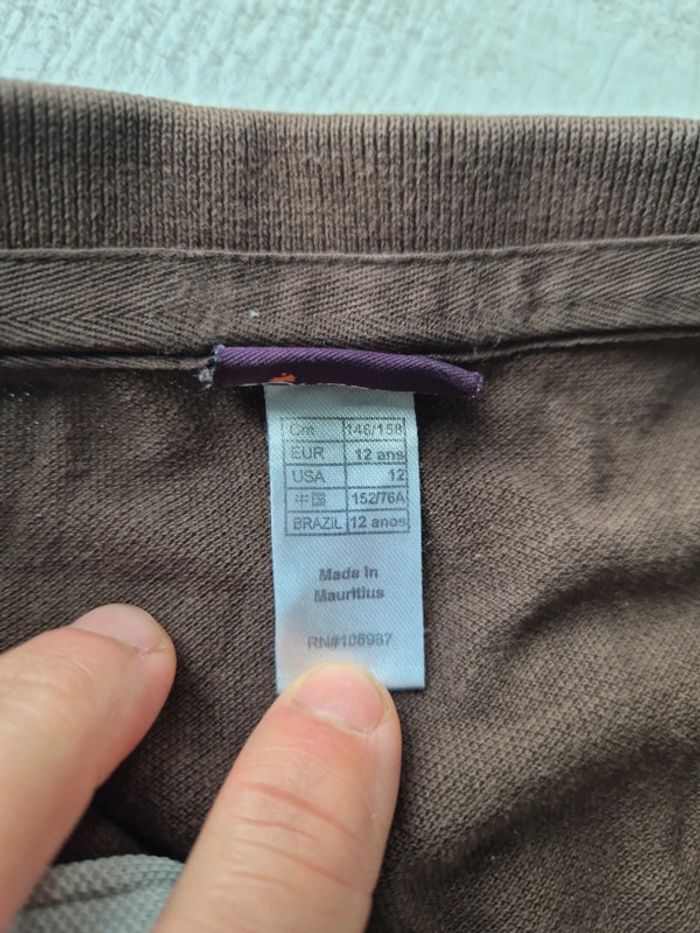 Cm 146/158
EUR 12 ans
USA 12
中国 152/76A
BRAZIL 12 anos
Made in
Mauritius
RN#106987